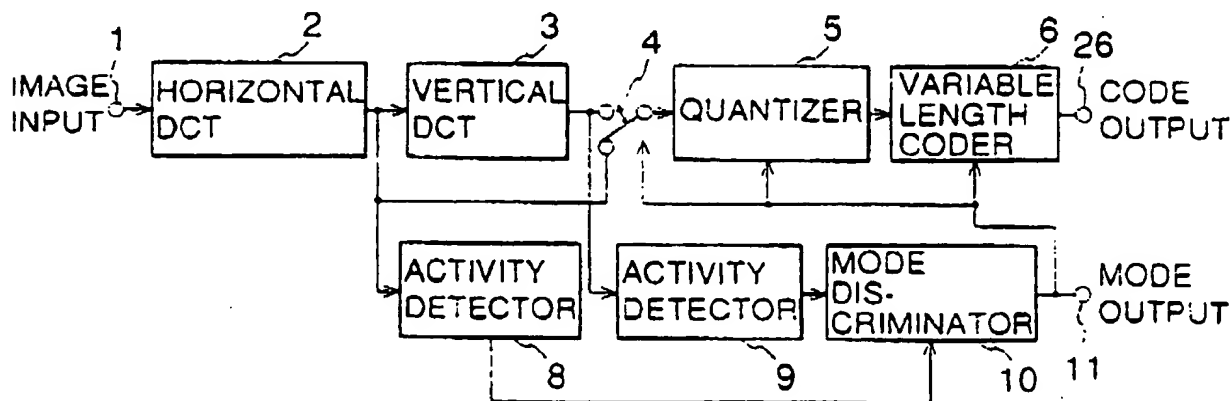 1
2
3
4
5
6
26
IMAGE
INPUT
HORIZONTAL
DCT
VERTICAL
DCT
QUANTIZER
VARIABLE
LENGTH
CODER
CODE
OUTPUT
ACTIVITY
DETECTOR
ACTIVITY
DETECTOR
MODE
DIS-
CRIMINATOR
MODE
OUTPUT
8
9
10
11